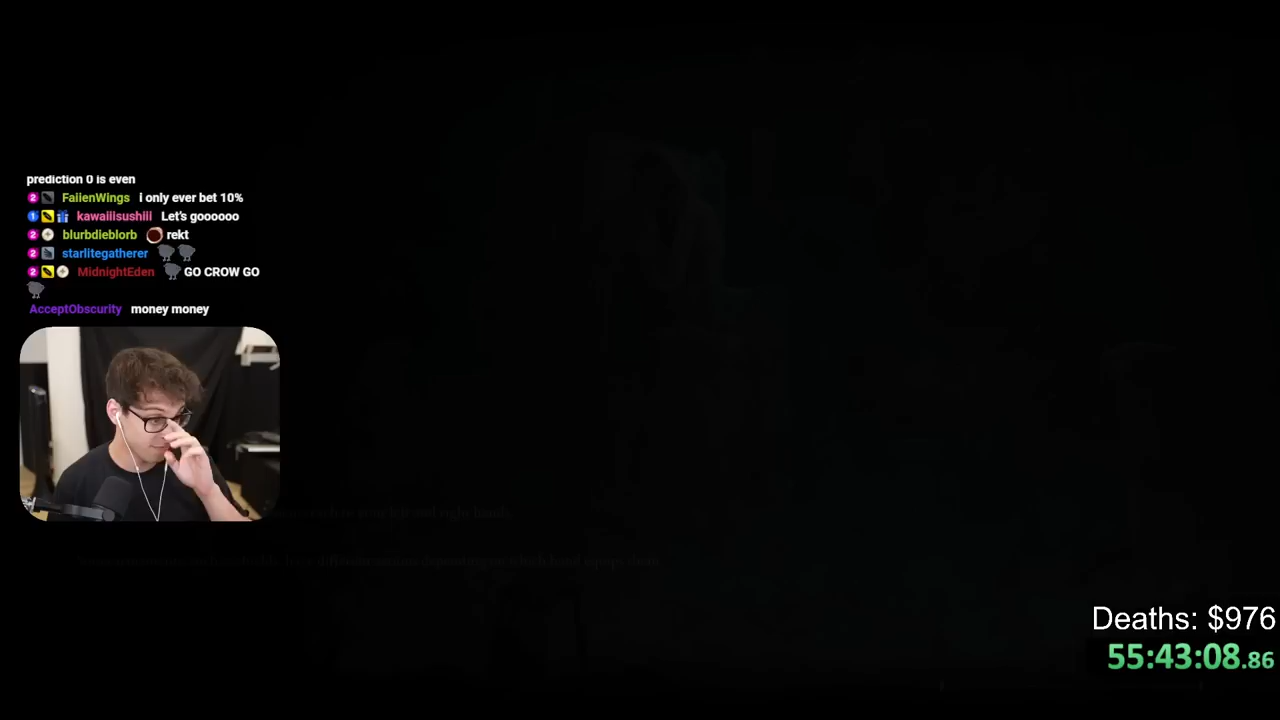 prediction 0 is even
FaiIenWings i only ever bet 10%
kawaiiisushiii Let's goooooo
blurbdieblorb rekt
starlitegatherer
MidnightEden GO CROW GO
AcceptObscurity money money
Deaths: $976
55:43:08.86